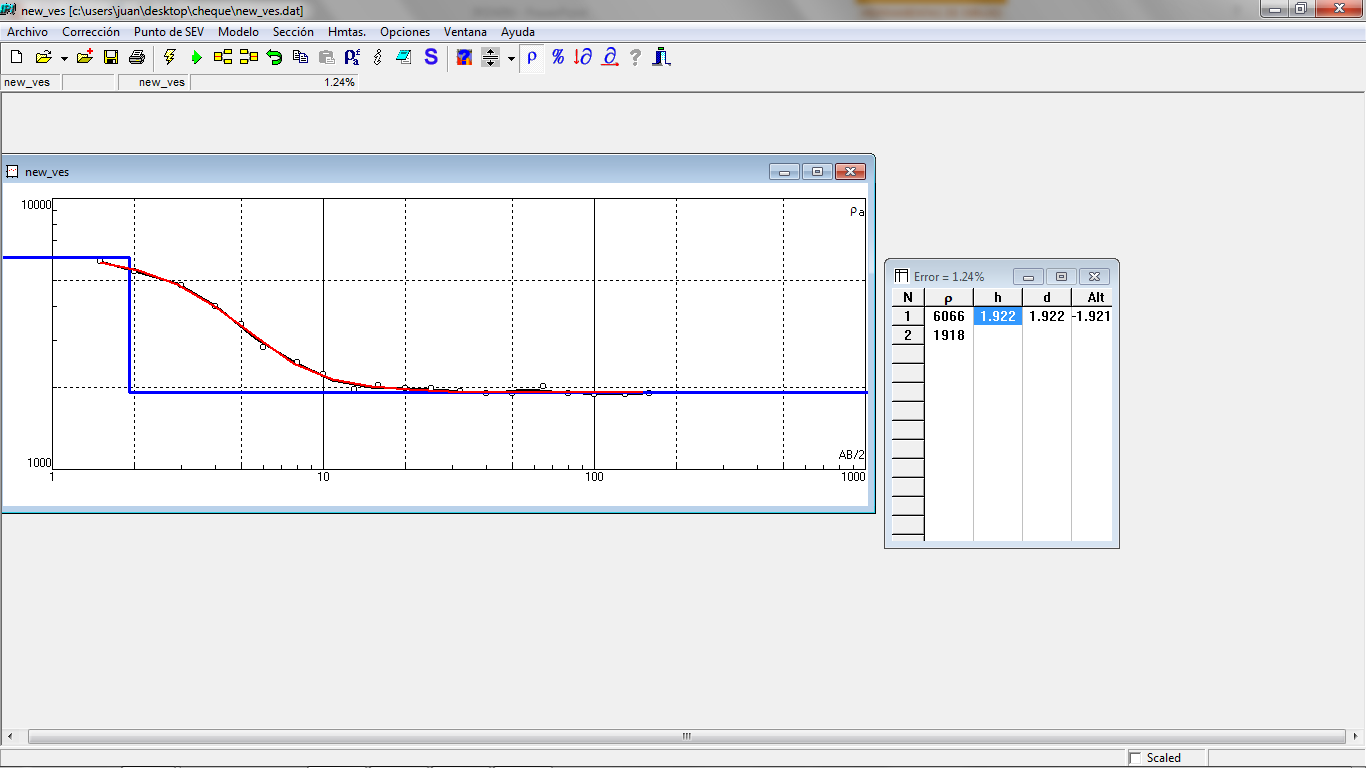 new_ves [c:\users\juan\desktop\cheque\new_ves.dat]
Archivo Corrección Punto de SEV Modelo Sección Hmtas. Opciones Ventana Ayuda
new_ves new_ves 1.24%
new_ves
10000
ρa
1000
AB/2
1 10 100 1000
Error = 1.24%
N ρ h d Alt
1 6066 1.922 1.922 -1.921
2 1918
Scaled